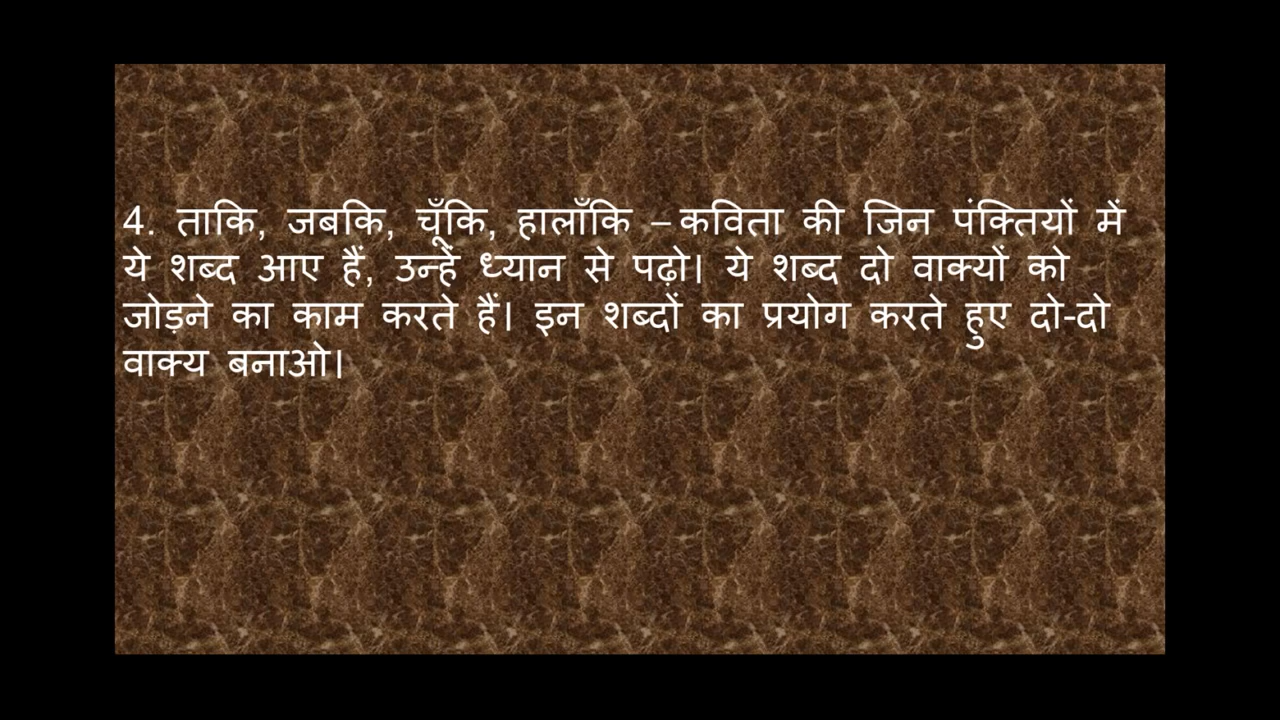 4. ताकि, जबकि, चूँकि, हालाँकि – कविता की जिन पंक्तियों में
ये शब्द आए हैं, उन्हें ध्यान से पढ़ो। ये शब्द दो वाक्यों को
जोड़ने का काम करते हैं। इन शब्दों का प्रयोग करते हुए दो-दो
वाक्य बनाओ।